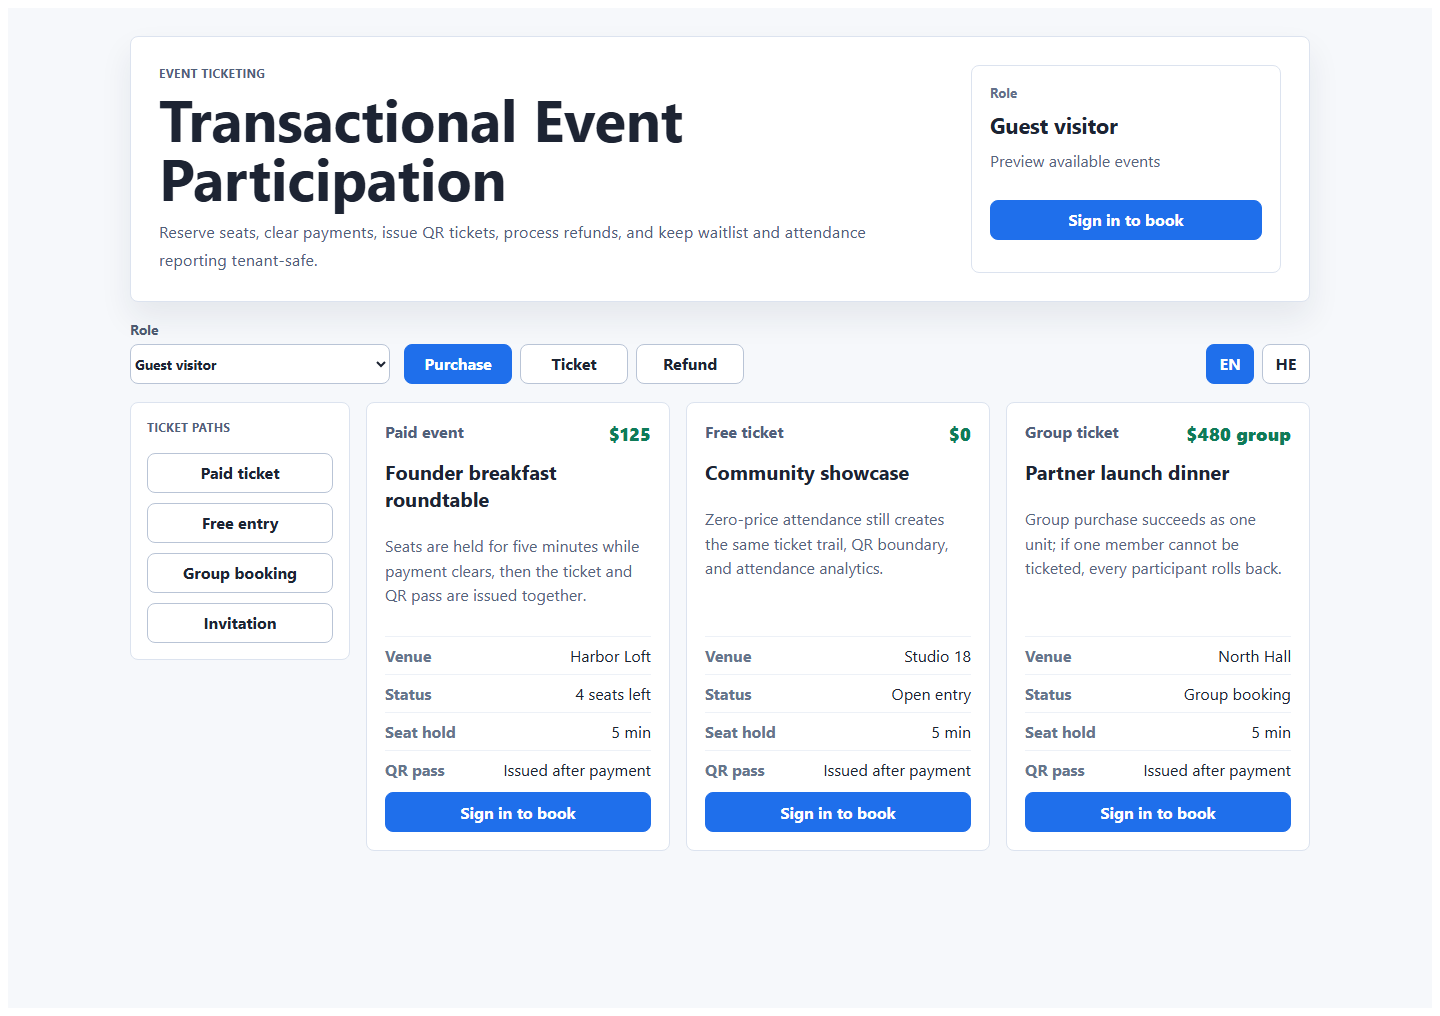 EVENT TICKETING
Transactional Event
Participation
Reserve seats, clear payments, issue QR tickets, process refunds, and keep waitlist and attendance
reporting tenant-safe.
Role
Guest visitor
Preview available events
Sign in to book
Role
Guest visitor
Purchase
Ticket
Refund
EN
HE
TICKET PATHS
Paid ticket
Free entry
Group booking
Invitation
Paid event
$125
Founder breakfast
roundtable
Seats are held for five minutes while
payment clears, then the ticket and
QR pass are issued together.
Venue
Harbor Loft
Status
4 seats left
Seat hold
5 min
QR pass
Issued after payment
Sign in to book
Free ticket
$0
Community showcase
Zero-price attendance still creates
the same ticket trail, QR boundary,
and attendance analytics.
Venue
Studio 18
Status
Open entry
Seat hold
5 min
QR pass
Issued after payment
Sign in to book
Group ticket
$480 group
Partner launch dinner
Group purchase succeeds as one
unit; if one member cannot be
ticketed, every participant rolls back.
Venue
North Hall
Status
Group booking
Seat hold
5 min
QR pass
Issued after payment
Sign in to book